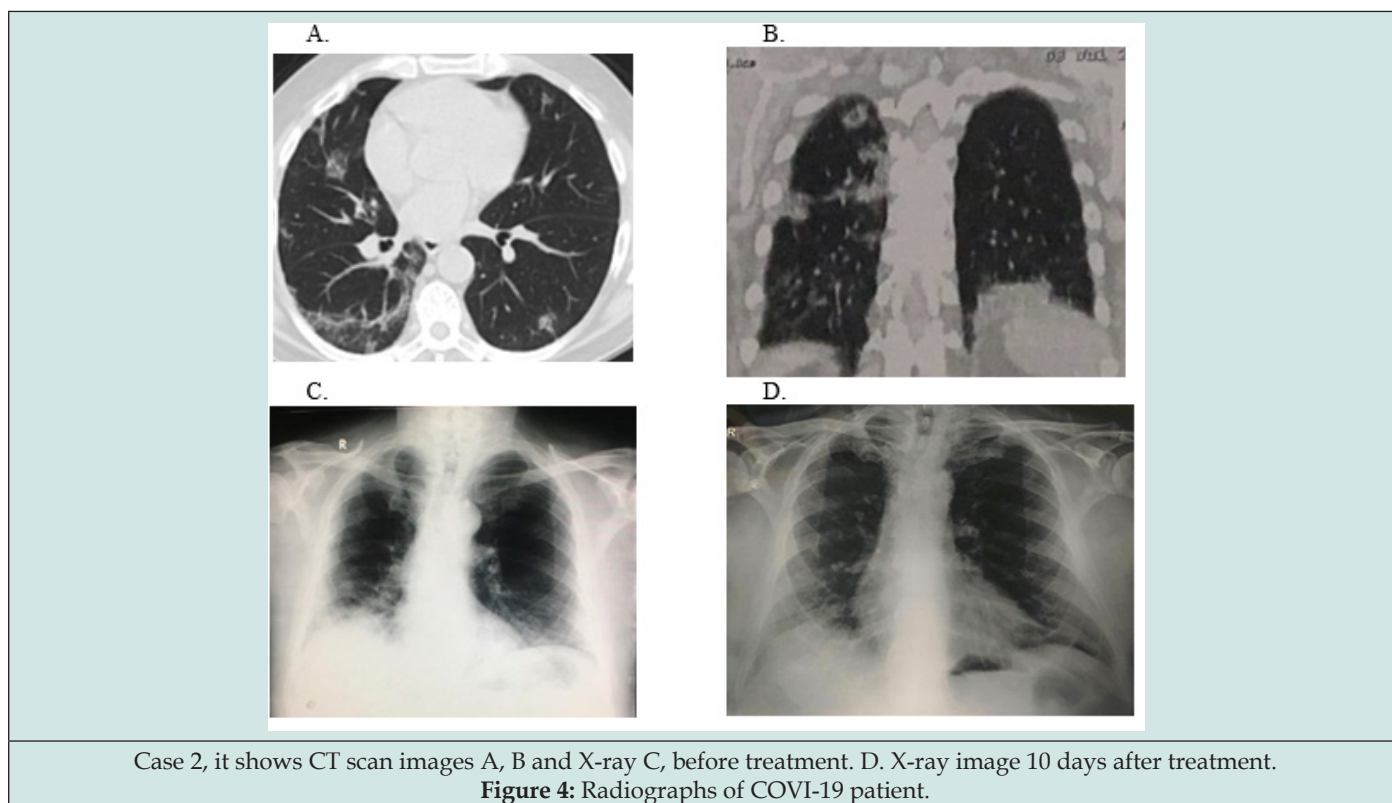 A.
B.
C.
D.
R
R
Case 2, it shows CT scan images A, B and X-ray C, before treatment. D. X-ray image 10 days after treatment.
Figure 4: Radiographs of COVI-19 patient.